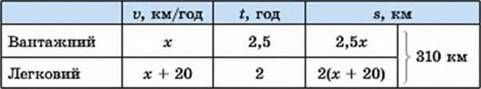 v, км/год t, год s, км
Вантажний x 2,5 2,5x
310 км
Легковий x + 20 2 2(x + 20)